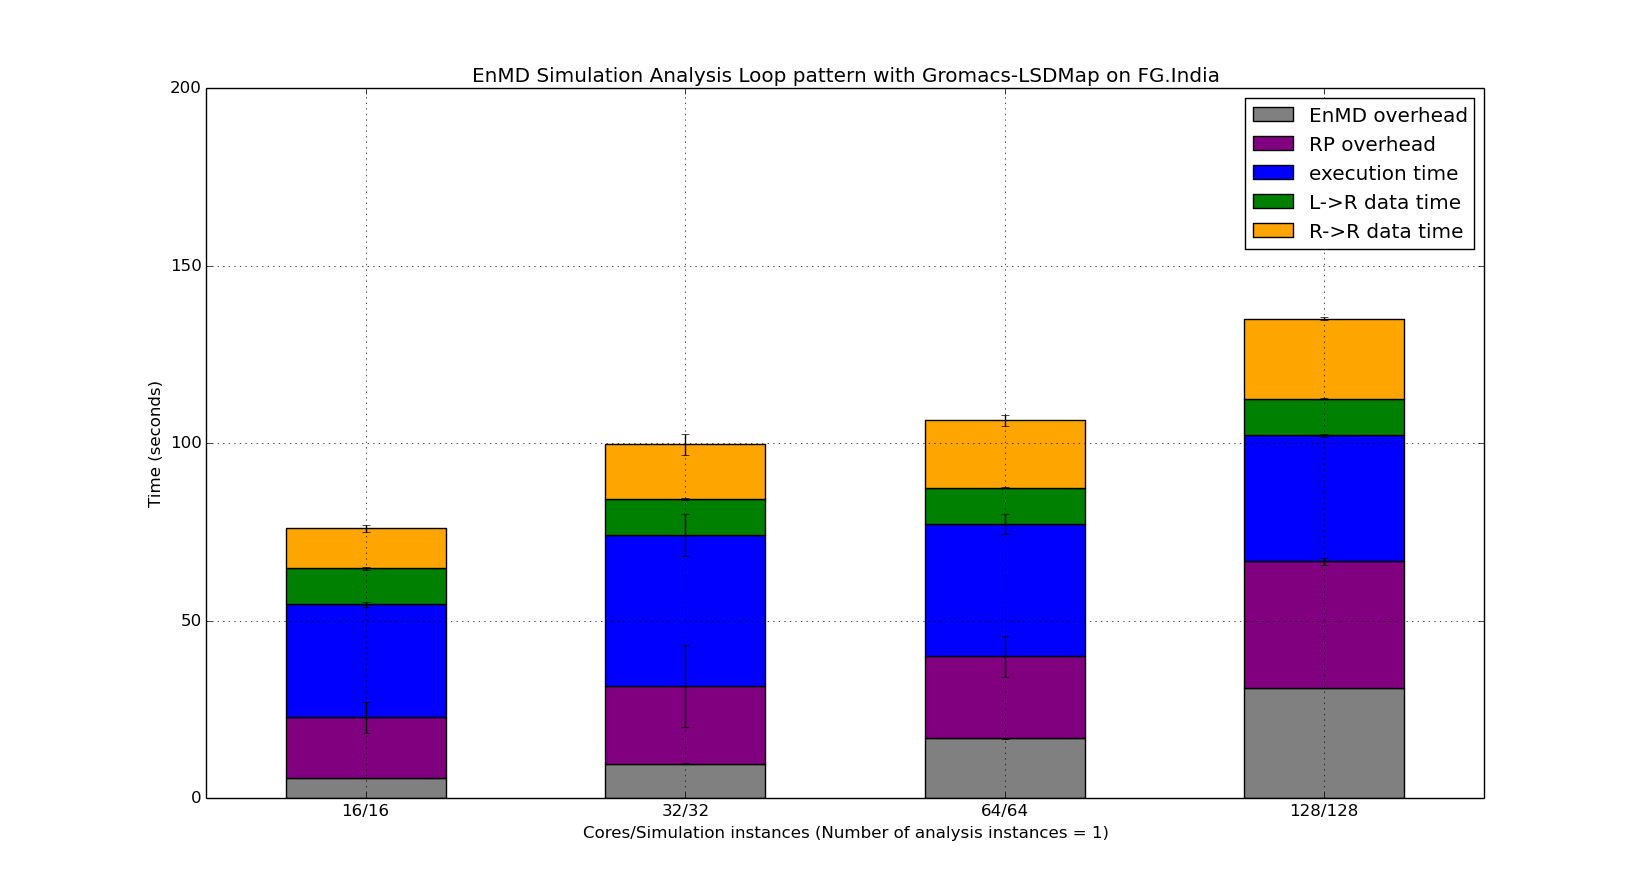 EnMD Simulation Analysis Loop pattern with Gromacs-LSDMap on FG.India
200
150
100
50
0
Time (seconds)
EnMD overhead
RP overhead
execution time
L->R data time
R->R data time
16/16 32/32 64/64 128/128
Cores/Simulation instances (Number of analysis instances = 1)